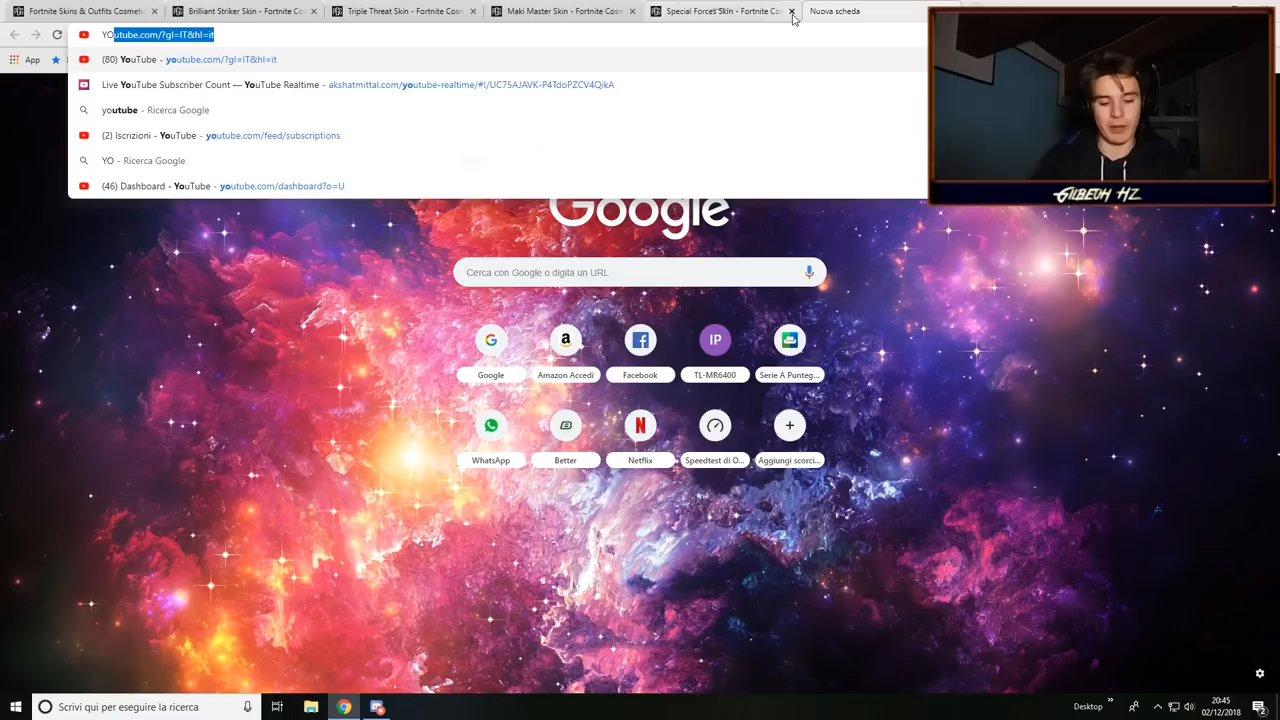 Fortnite Skins & Outfits Cosmetic
Brilliant Striker Skin - Fortnite Co
Triple Threat Skin - Fortnite Cosm
Maki Master Skin - Fortnite Cosm
Special Forces Skin - Fortnite Cos
Nuova scheda
YOutube.com/?gl=IT&hl=it
App
(80) YouTube - youtube.com/?gl=IT&hl=it
Live YouTube Subscriber Count — YouTube Realtime - akshatmittal.com/youtube-realtime/#!/UC75AJAVK-P4TdoPZCV4QikA
youtube - Ricerca Google
(2) Iscrizioni - YouTube - youtube.com/feed/subscriptions
YO - Ricerca Google
(46) Dashboard - YouTube - youtube.com/dashboard?o=U
GILBEOH HZ
Google
Cerca con Google o digita un URL
IP
Google
Amazon Accedi
Facebook
TL-MR6400
Serie A Punteg...
WhatsApp
Better
Netflix
Speedtest di O...
Aggiungi scorci...
Scrivi qui per eseguire la ricerca
Desktop
20:45
02/12/2018
2